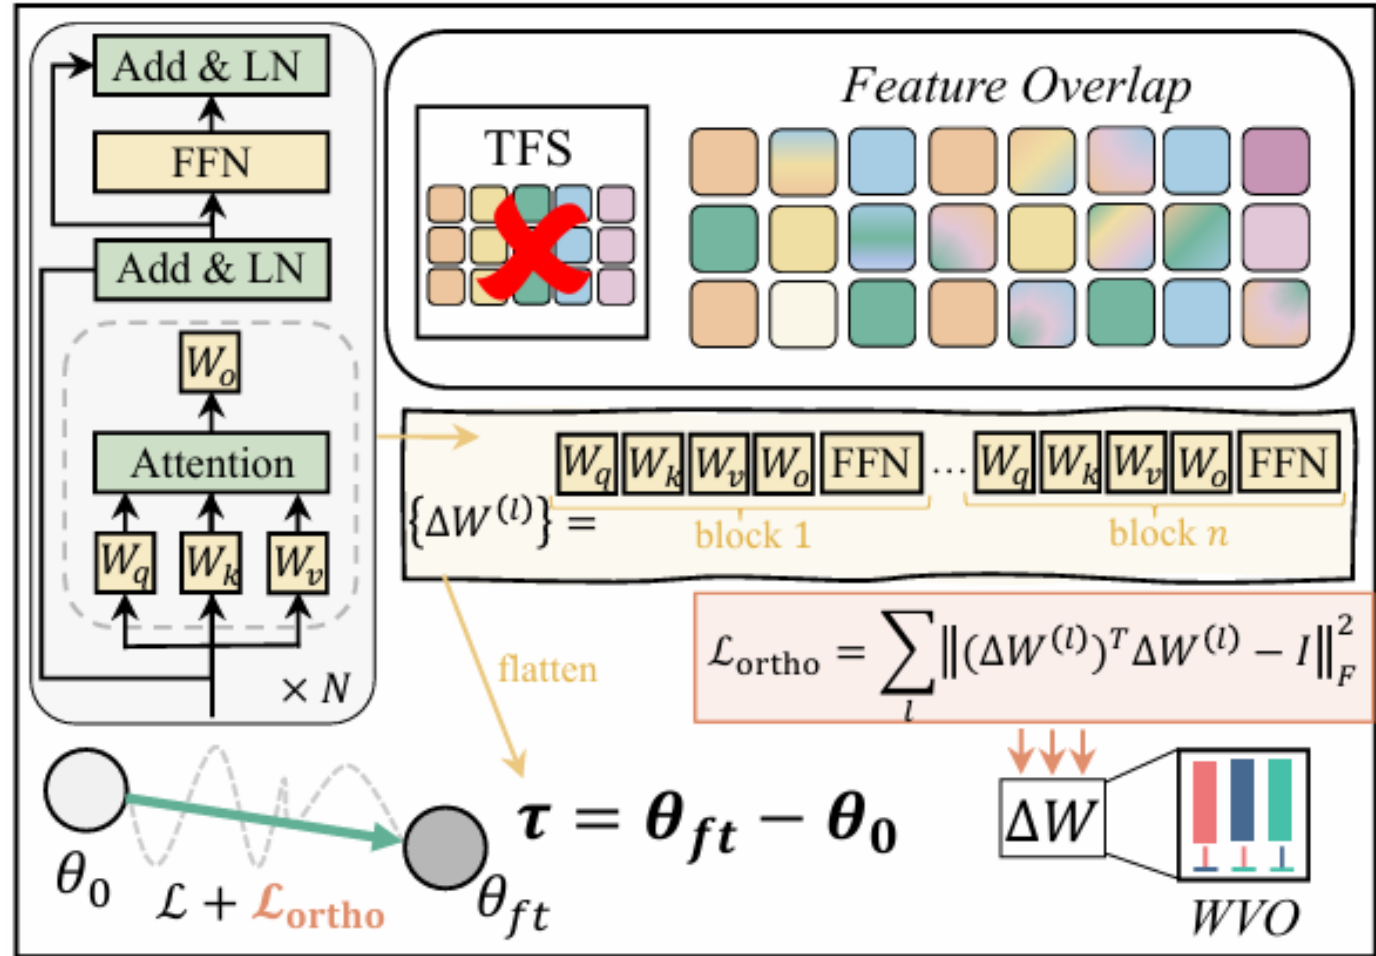 Add & LN
FFN
Add & LN
W_o
Attention
W_q W_k W_v
× N
TFS
Feature Overlap
{ΔW^(l)} =
W_q W_k W_v W_o FFN ... W_q W_k W_v W_o FFN
block 1
block n
flatten
ℒ_ortho = ∑_l ‖(ΔW^(l))^T ΔW^(l) − I‖_F^2
θ_0
ℒ + ℒ_ortho
θ_ft
τ = θ_ft − θ_0
ΔW
WVO